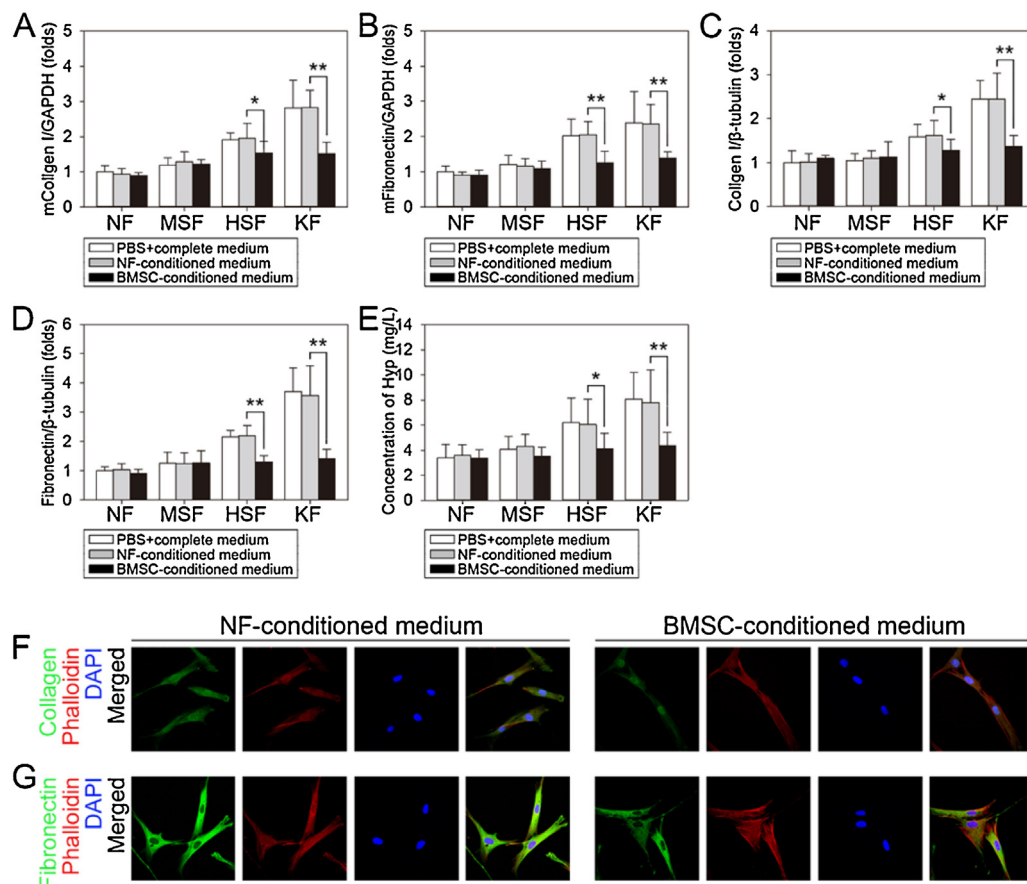 A
mCollgen I/GAPDH (folds)
5
4
3
2
1
0
*
**
NF MSF HSF KF
PBS+complete medium
NF-conditioned medium
BMSC-conditioned medium
B
mFibronectin/GAPDH (folds)
5
4
3
2
1
0
**
**
NF MSF HSF KF
PBS+complete medium
NF-conditioned medium
BMSC-conditioned medium
C
Collgen I/β-tubulin (folds)
4
3
2
1
0
*
**
NF MSF HSF KF
PBS+complete medium
NF-conditioned medium
BMSC-conditioned medium
D
Fibronectin/β-tubulin (folds)
6
5
4
3
2
1
0
**
**
NF MSF HSF KF
PBS+complete medium
NF-conditioned medium
BMSC-conditioned medium
E
Concentration of Hyp (mg/L)
14
12
10
8
6
4
2
0
*
**
NF MSF HSF KF
PBS+complete medium
NF-conditioned medium
BMSC-conditioned medium
NF-conditioned medium BMSC-conditioned medium
F
Collagen
Phalloidin
DAPI
Merged
G
Fibronectin
Phalloidin
DAPI
Merged